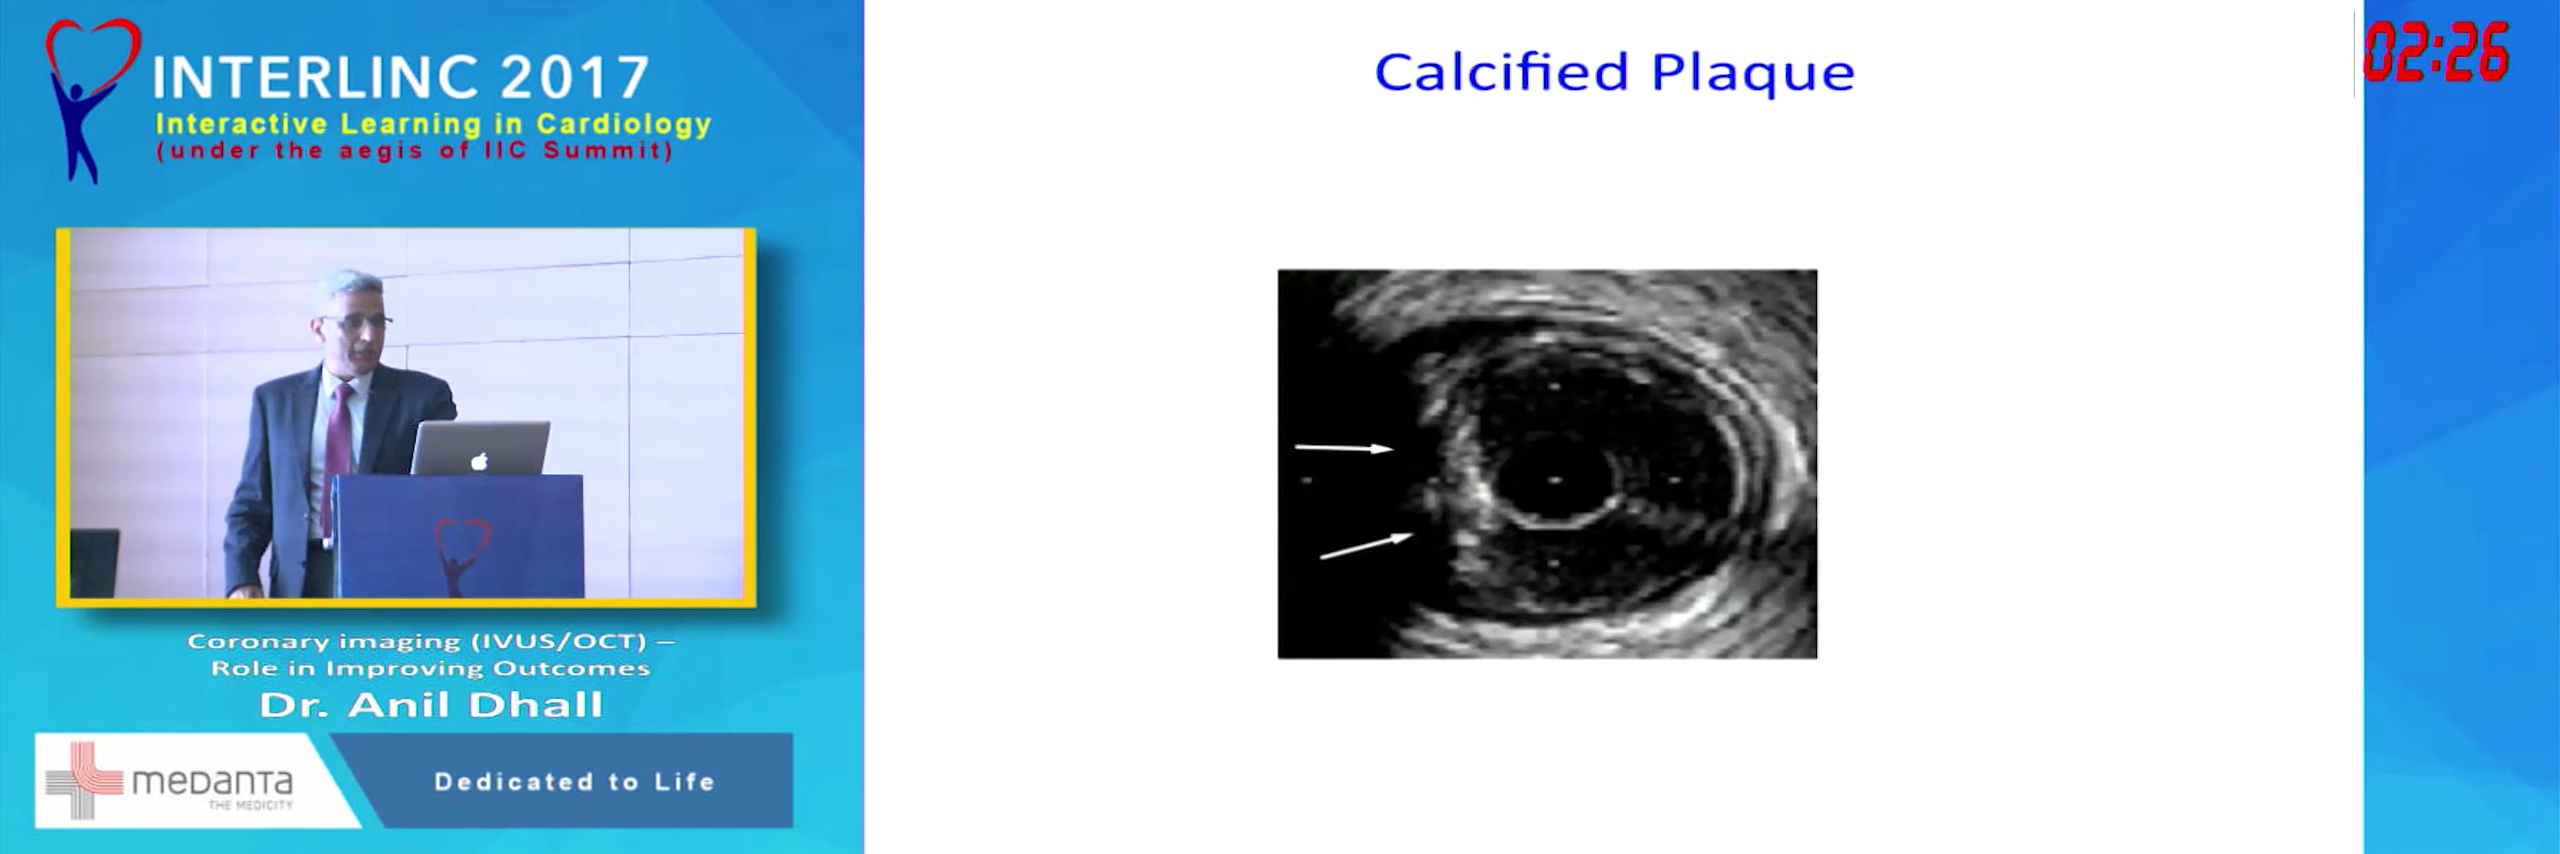 INTERLINC 2017
Interactive Learning in Cardiology
(under the aegis of IIC Summit)
Coronary imaging (IVUS/OCT) –
Role in Improving Outcomes
Dr. Anil Dhall
medanta
THE MEDICITY
Dedicated to Life
Calcified Plaque
02:26